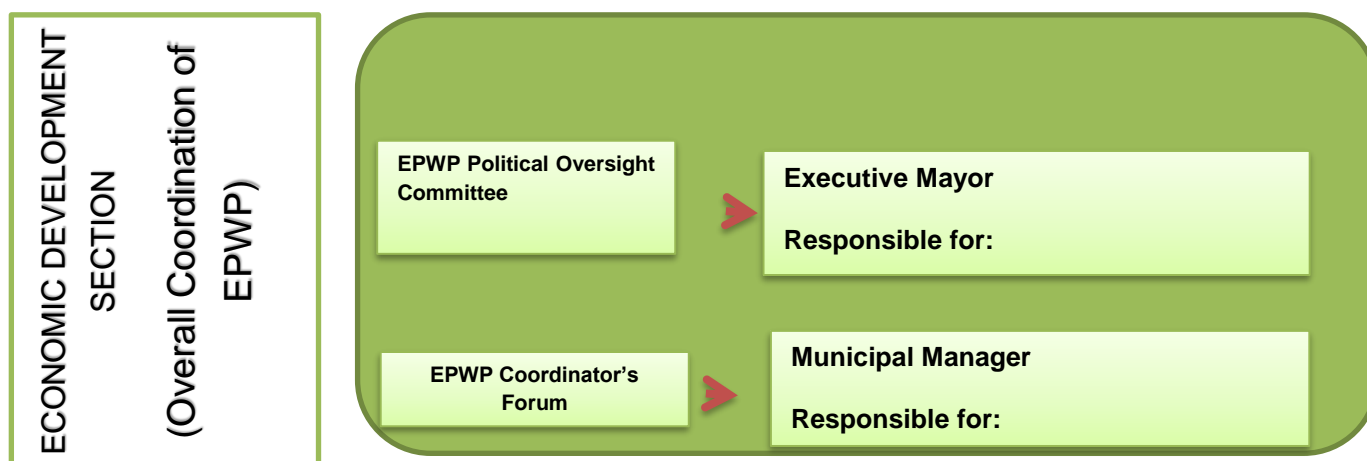 ECONOMIC DEVELOPMENT
SECTION
(Overall Coordination of
EPWP)
EPWP Political Oversight
Committee
Executive Mayor
Responsible for:
EPWP Coordinator’s
Forum
Municipal Manager
Responsible for: